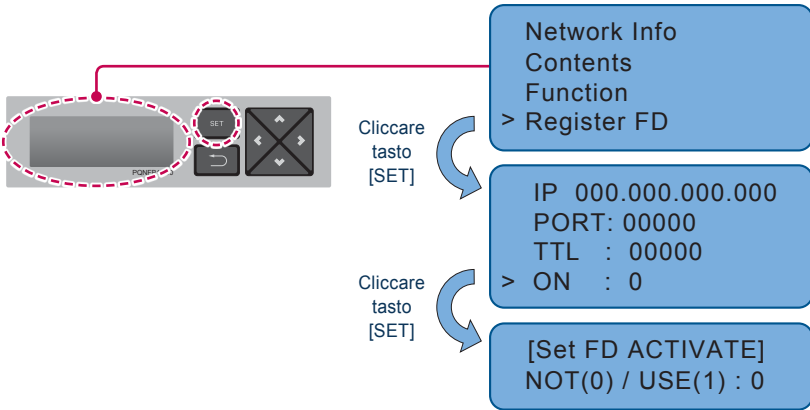 Network Info
Contents
Function
> Register FD
SET
Cliccare
tasto
[SET]
IP 000.000.000.000
PORT: 00000
TTL : 00000
> ON : 0
Cliccare
tasto
[SET]
[Set FD ACTIVATE]
NOT(0) / USE(1) : 0